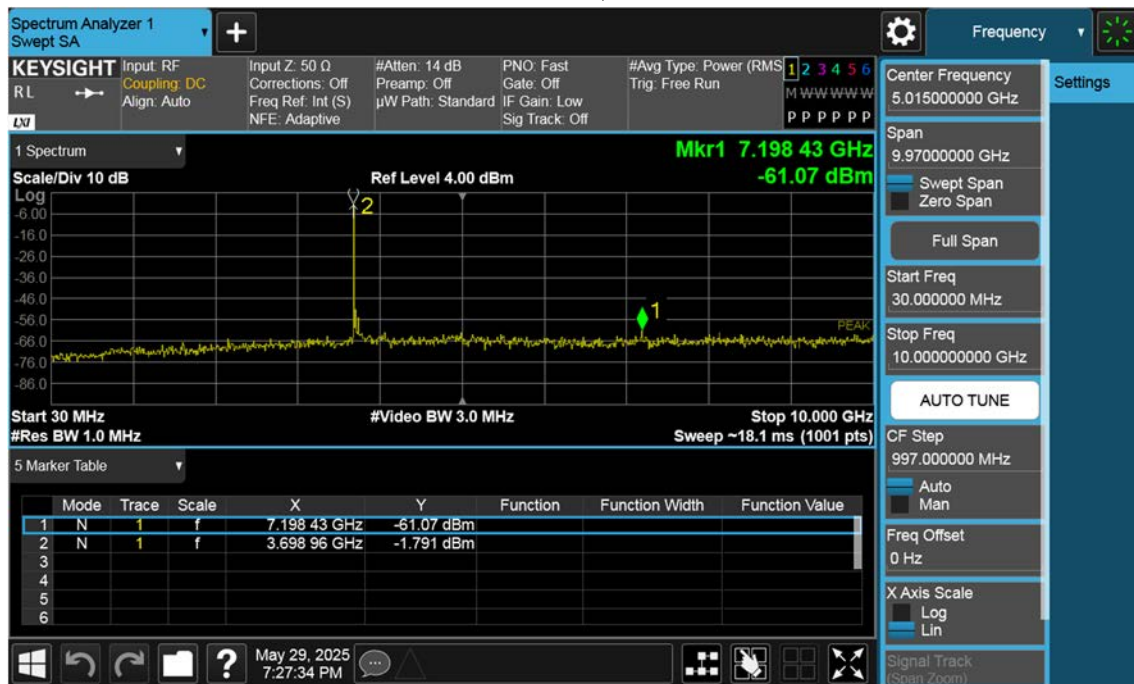 Spectrum Analyzer 1
Swept SA
+
Frequency
KEYSIGHT
RL
LXI
Input: RF
Coupling: DC
Align: Auto
Input Z: 50 Ω
Corrections: Off
Freq Ref: Int (S)
NFE: Adaptive
#Atten: 14 dB
Preamp: Off
µW Path: Standard
PNO: Fast
Gate: Off
IF Gain: Low
Sig Track: Off
#Avg Type: Power (RMS
Trig: Free Run
1 2 3 4 5 6
M W W W W W
P P P P P P
1 Spectrum
Scale/Div 10 dB
Ref Level 4.00 dBm
Mkr1 7.198 43 GHz
-61.07 dBm
Log
-6.00
-16.0
-26.0
-36.0
-46.0
-56.0
-66.0
-76.0
-86.0
2
1
PEAK
Start 30 MHz
#Video BW 3.0 MHz
Stop 10.000 GHz
#Res BW 1.0 MHz
Sweep ~18.1 ms (1001 pts)
5 Marker Table
Mode Trace Scale X Y Function Function Width Function Value
1 N 1 f 7.198 43 GHz -61.07 dBm
2 N 1 f 3.698 96 GHz -1.791 dBm
3
4
5
6
?
May 29, 2025
7:27:34 PM
Center Frequency
5.015000000 GHz
Span
9.97000000 GHz
Swept Span
Zero Span
Full Span
Start Freq
30.000000 MHz
Stop Freq
10.000000000 GHz
AUTO TUNE
CF Step
997.000000 MHz
Auto
Man
Freq Offset
0 Hz
X Axis Scale
Log
Lin
Signal Track
(Span Zoom)
Settings